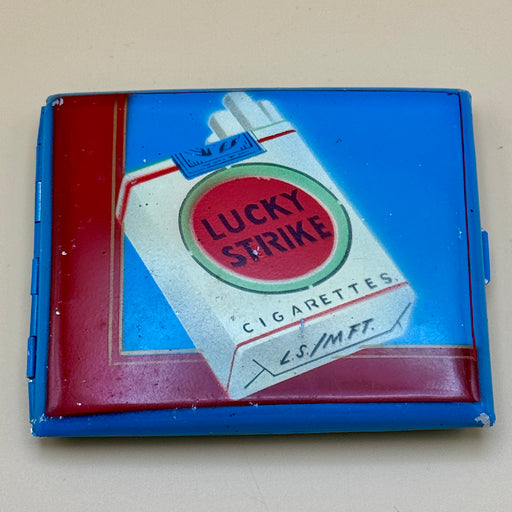 LUCKY
STRIKE
CIGARETTES.
L.S./M.F.T.